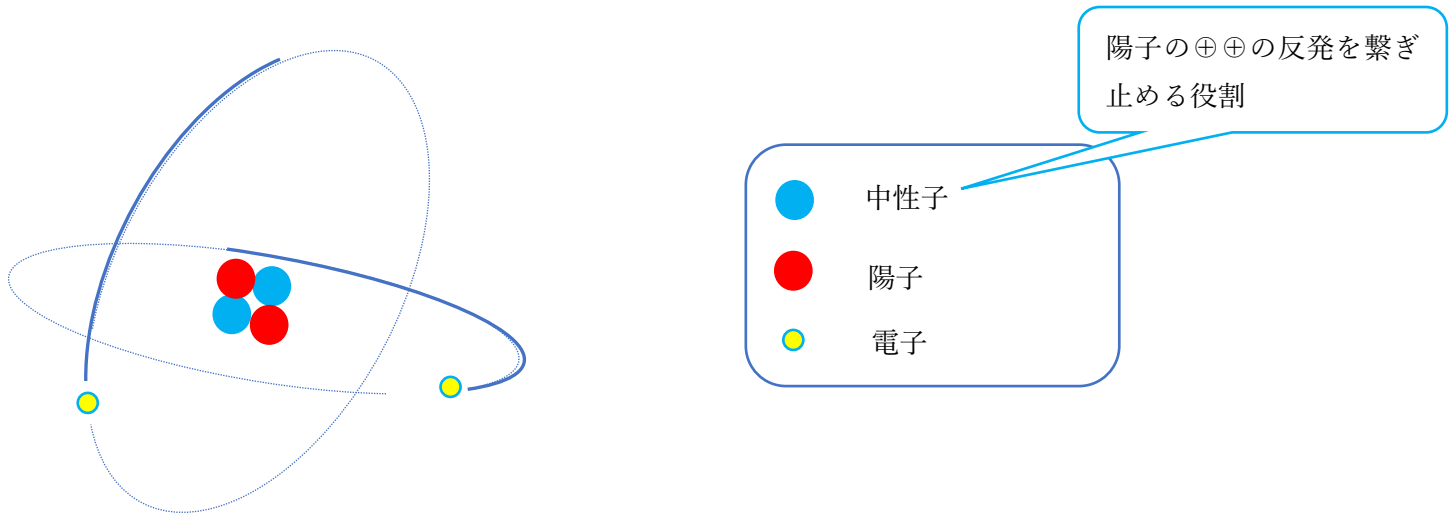 陽子の⊕⊕の反発を繋ぎ
止める役割
中性子
陽子
電子